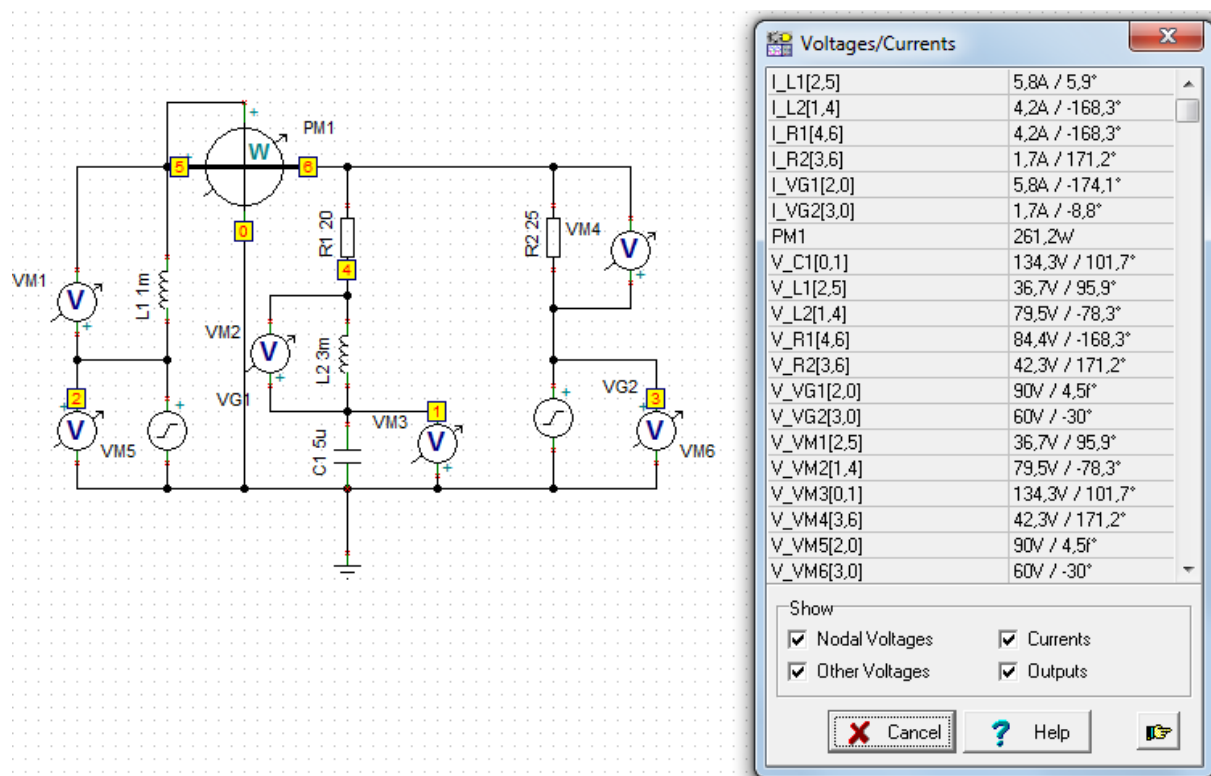 PM1
W
5
6
0
R1 20
4
R2 25
VM4
V
VM1
V
L1 1m
VM2
V
L2 3m
VG1
2
1
VG2
3
V
VM5
VM3
V
C1 5u
V
VM6
Voltages/Currents
I_L1[2,5] 5,8A / 5,9°
I_L2[1,4] 4,2A / -168,3°
I_R1[4,6] 4,2A / -168,3°
I_R2[3,6] 1,7A / 171,2°
I_VG1[2,0] 5,8A / -174,1°
I_VG2[3,0] 1,7A / -8,8°
PM1 261,2W
V_C1[0,1] 134,3V / 101,7°
V_L1[2,5] 36,7V / 95,9°
V_L2[1,4] 79,5V / -78,3°
V_R1[4,6] 84,4V / -168,3°
V_R2[3,6] 42,3V / 171,2°
V_VG1[2,0] 90V / 4,5f°
V_VG2[3,0] 60V / -30°
V_VM1[2,5] 36,7V / 95,9°
V_VM2[1,4] 79,5V / -78,3°
V_VM3[0,1] 134,3V / 101,7°
V_VM4[3,6] 42,3V / 171,2°
V_VM5[2,0] 90V / 4,5f°
V_VM6[3,0] 60V / -30°
Show
Nodal Voltages Currents
Other Voltages Outputs
Cancel Help